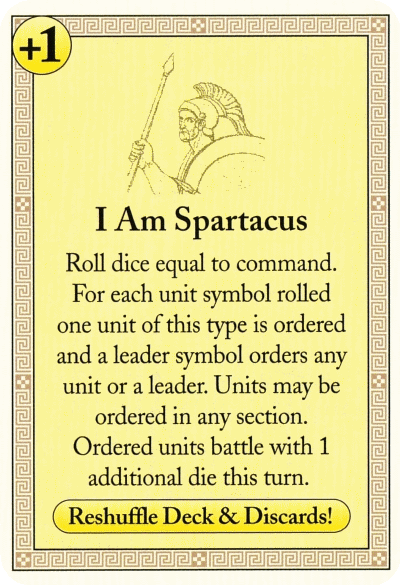 +1
I Am Spartacus
Roll dice equal to command.
For each unit symbol rolled
one unit of this type is ordered
and a leader symbol orders any
unit or a leader. Units may be
ordered in any section.
Ordered units battle with 1
additional die this turn.
Reshuffle Deck & Discards!